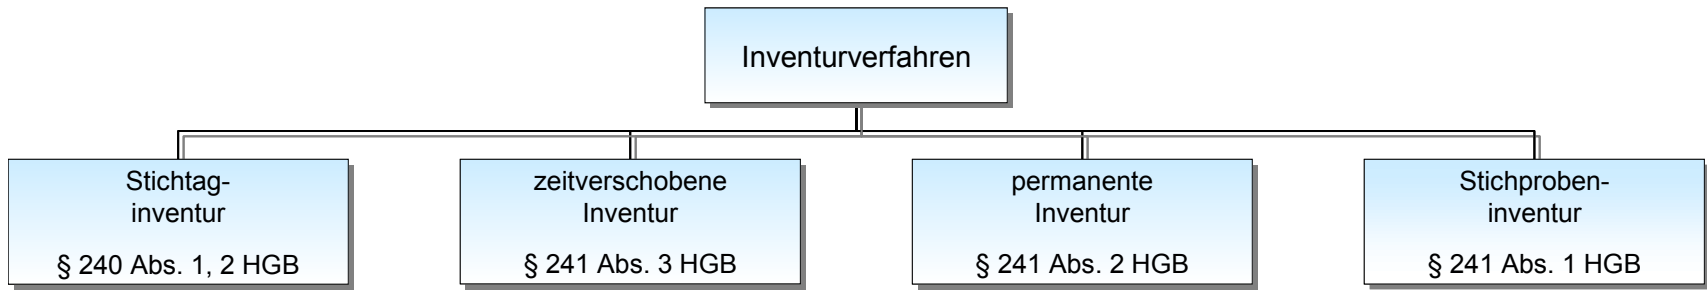 Inventurverfahren
Stichtag-
inventur
§ 240 Abs. 1, 2 HGB
zeitverschobene
Inventur
§ 241 Abs. 3 HGB
permanente
Inventur
§ 241 Abs. 2 HGB
Stichproben-
inventur
§ 241 Abs. 1 HGB